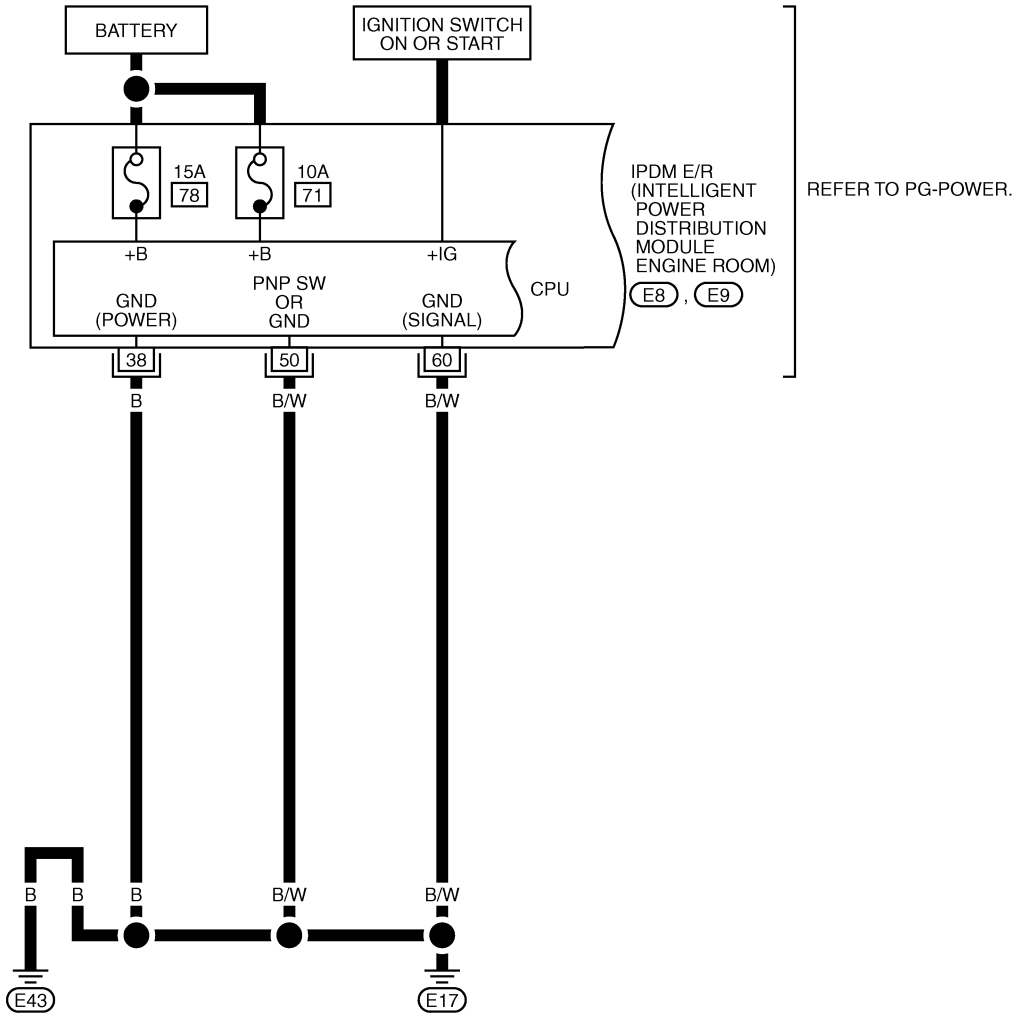 BATTERY
IGNITION SWITCH
ON OR START
15A
78
10A
71
IPDM E/R
(INTELLIGENT
POWER
DISTRIBUTION
MODULE
ENGINE ROOM)
E8 , E9
REFER TO PG-POWER.
+B
+B
+IG
CPU
GND
(POWER)
PNP SW
OR
GND
GND
(SIGNAL)
38
50
60
B
B/W
B/W
B
B
B
B/W
B/W
E43
E17